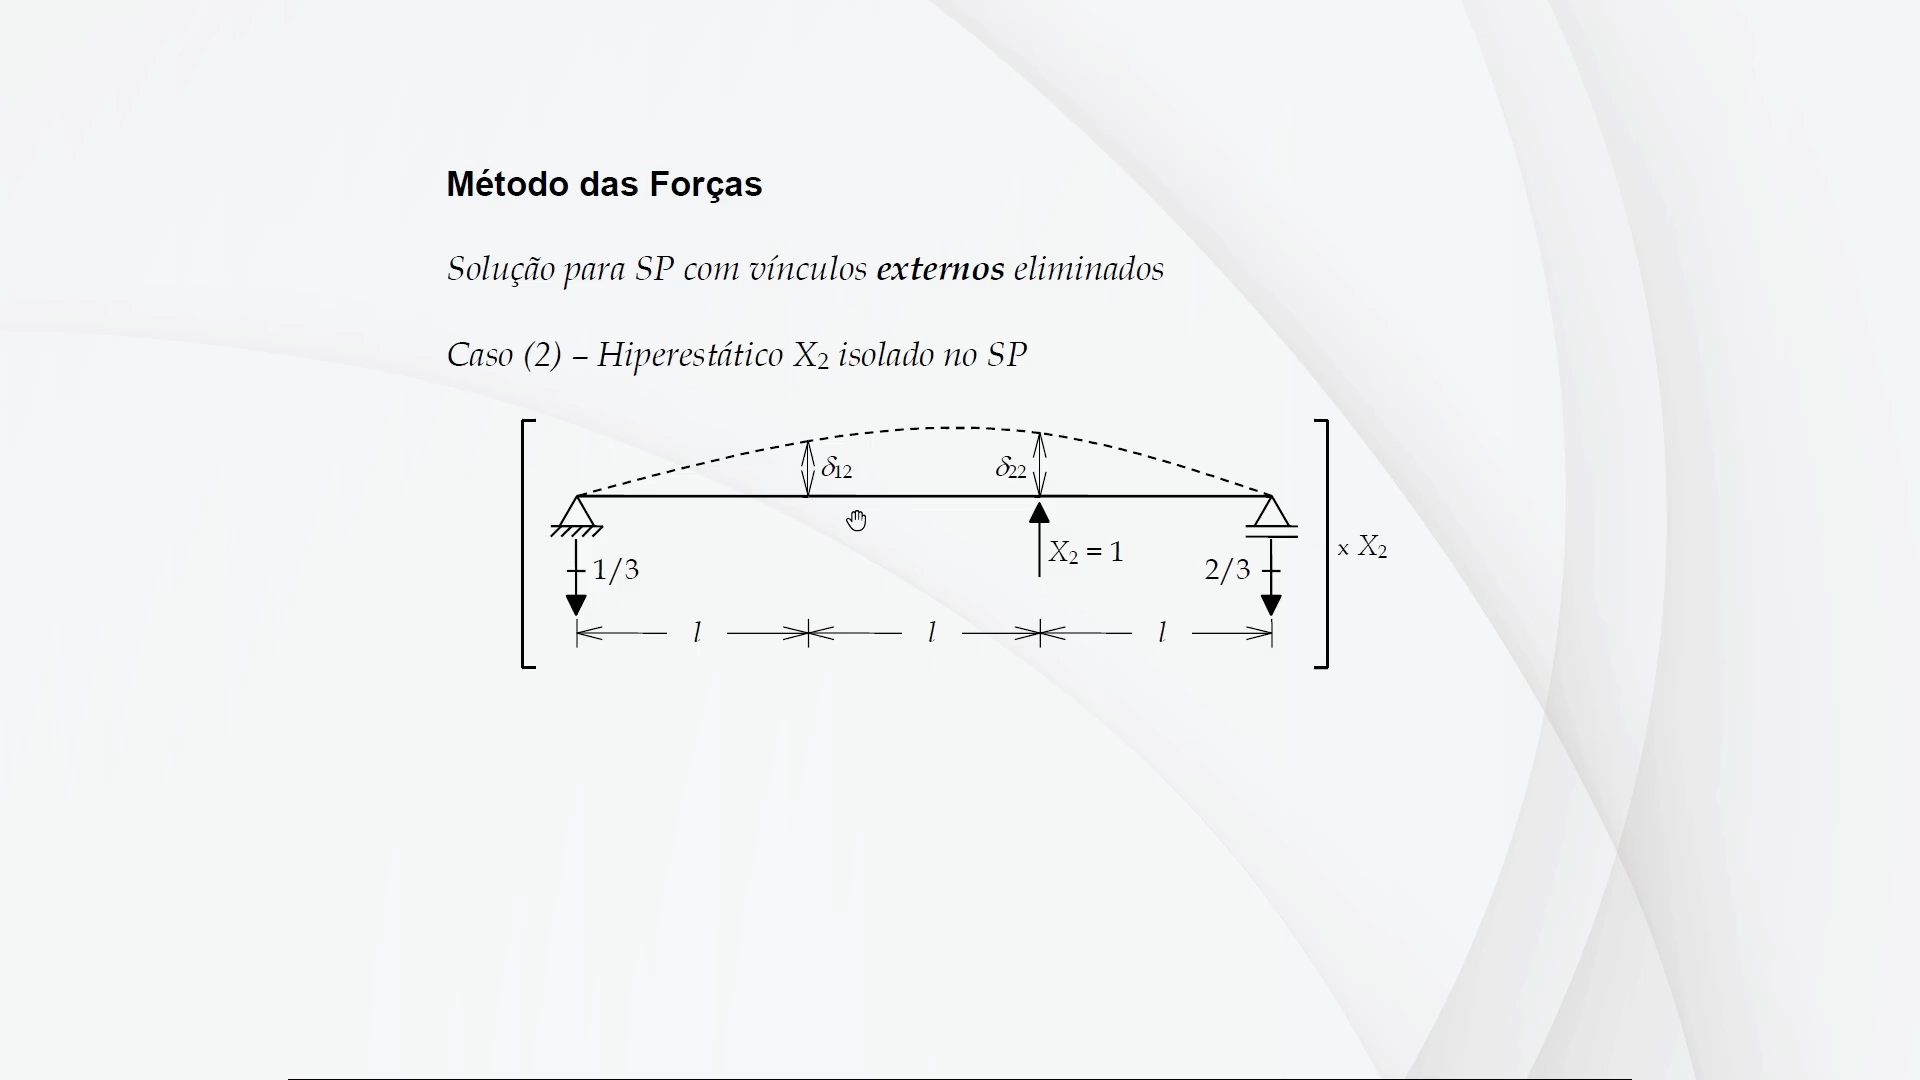 Método das Forças
Solução para SP com vínculos externos eliminados
Caso (2) – Hiperestático X₂ isolado no SP
δ₁₂ δ₂₂
X₂ = 1 x X₂
1/3 2/3
l l l